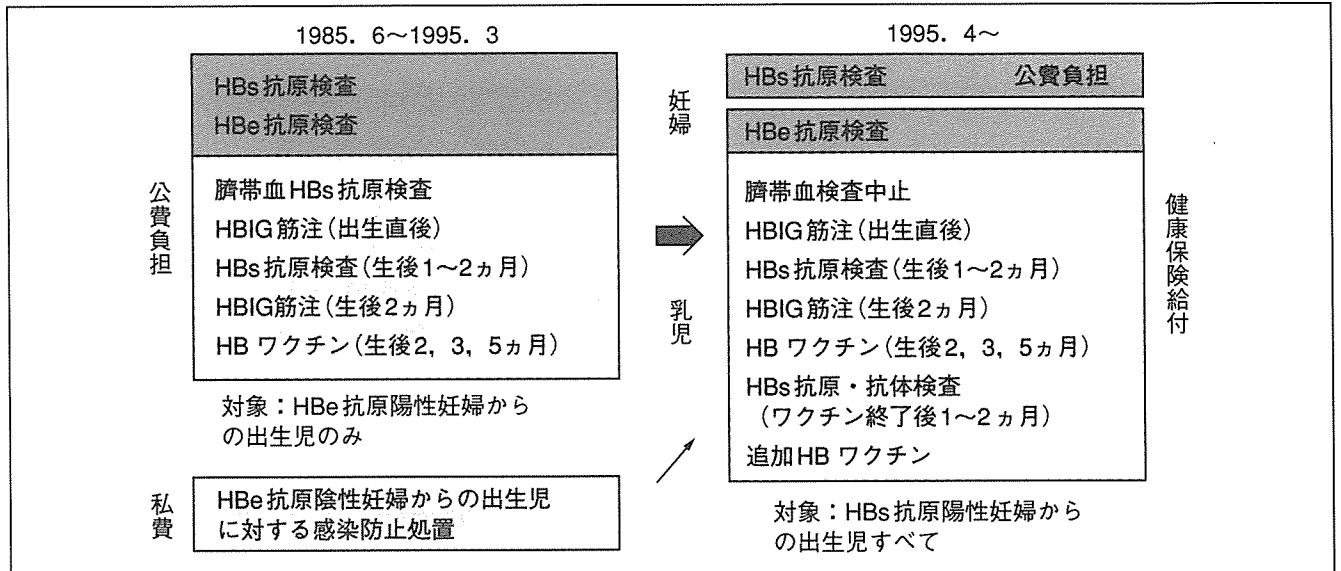 1985. 6～1995. 3
公費負担
HBs抗原検査
HBe抗原検査
臍帯血HBs抗原検査
HBIG筋注(出生直後)
HBs抗原検査(生後1～2ヵ月)
HBIG筋注(生後2ヵ月)
HB ワクチン(生後2, 3, 5ヵ月)
対象：HBe抗原陽性妊婦から
の出生児のみ
私費
HBe抗原陰性妊婦からの出生児
に対する感染防止処置
妊婦
乳児
1995. 4～
HBs抗原検査 公費負担
HBe抗原検査
臍帯血検査中止
HBIG筋注(出生直後)
HBs抗原検査(生後1～2ヵ月)
HBIG筋注(生後2ヵ月)
HB ワクチン(生後2, 3, 5ヵ月)
HBs抗原・抗体検査
(ワクチン終了後1～2ヵ月)
追加HB ワクチン
健康保険給付
対象：HBs抗原陽性妊婦から
の出生児すべて